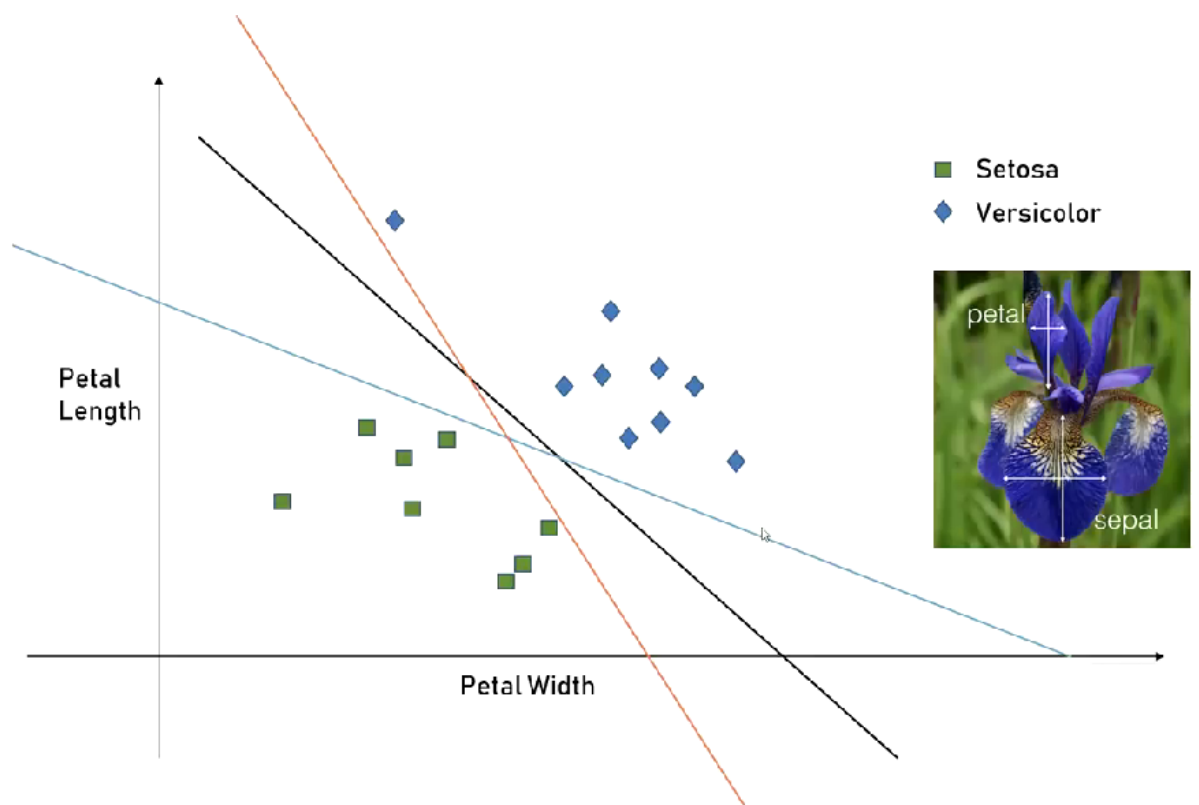 Setosa
Versicolor
petal
Petal
Length
sepal
Petal Width